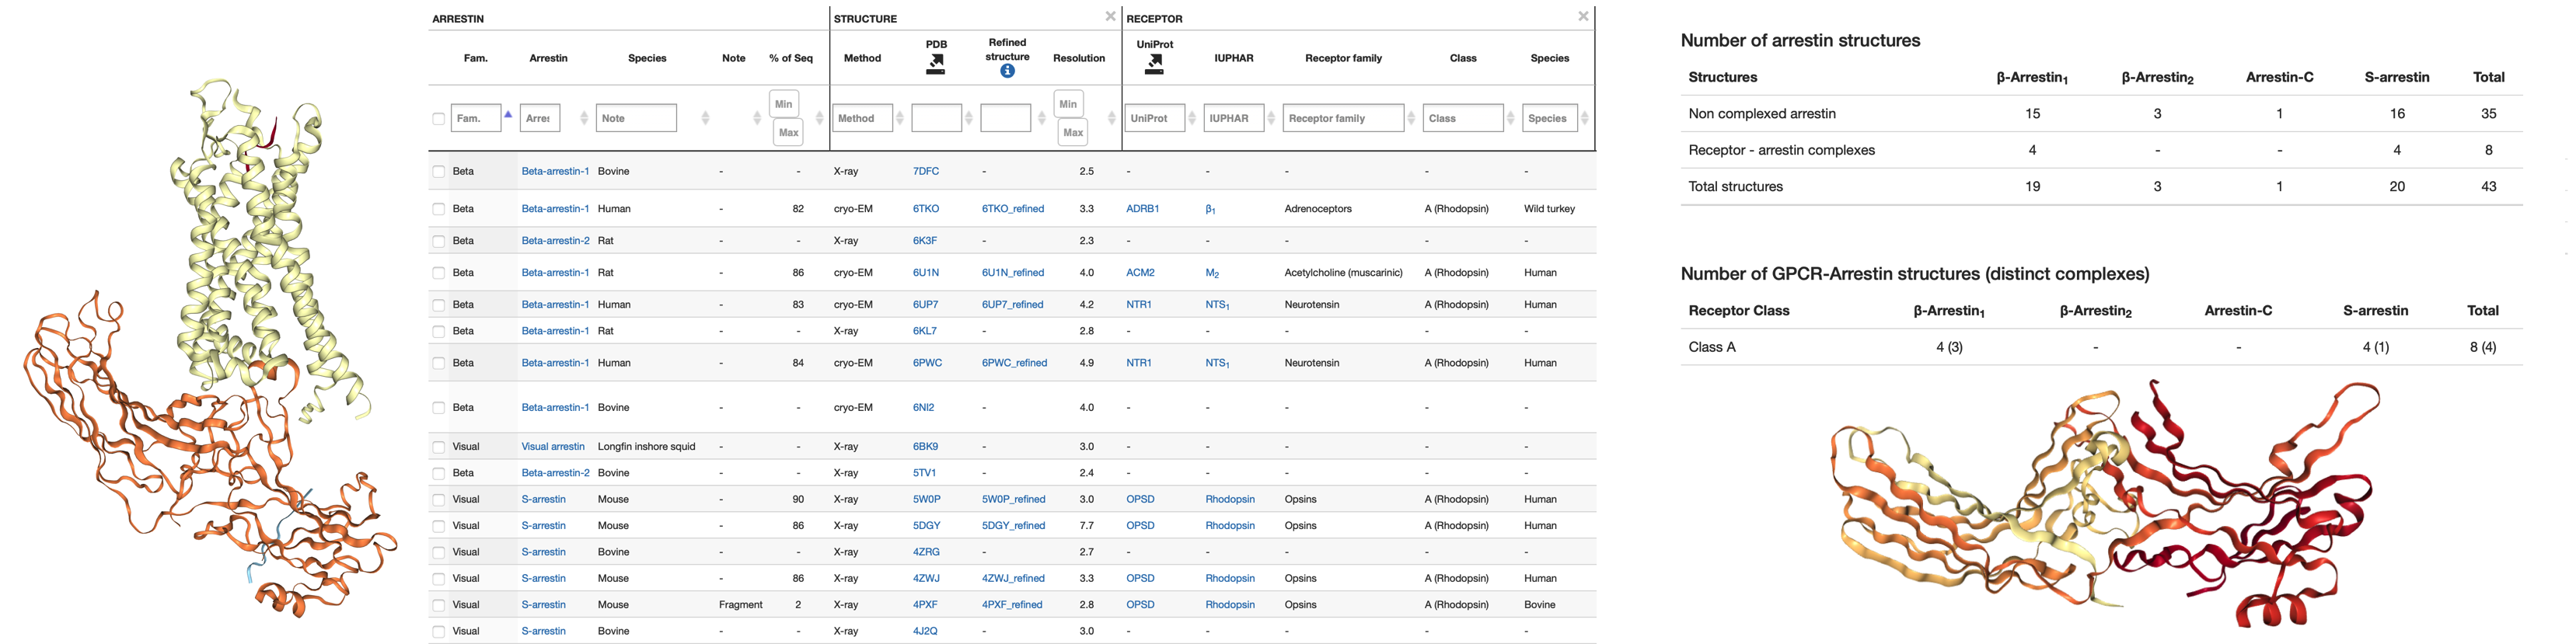 ARRESTIN STRUCTURE × RECEPTOR ×
Fam. Arrestin Species Note % of Seq Method PDB Refined structure i Resolution UniProt IUPHAR Receptor family Class Species
Fam. Arres Note Min Max Method Min Max UniProt IUPHAR Receptor family Class Species
Beta Beta-arrestin-1 Bovine - - X-ray 7DFC - 2.5 - - - - -
Beta Beta-arrestin-1 Human - 82 cryo-EM 6TKO 6TKO_refined 3.3 ADRB1 β1 Adrenoceptors A (Rhodopsin) Wild turkey
Beta Beta-arrestin-2 Rat - - X-ray 6K3F - 2.3 - - - - -
Beta Beta-arrestin-1 Rat - 86 cryo-EM 6U1N 6U1N_refined 4.0 ACM2 M2 Acetylcholine (muscarinic) A (Rhodopsin) Human
Beta Beta-arrestin-1 Human - 83 cryo-EM 6UP7 6UP7_refined 4.2 NTR1 NTS1 Neurotensin A (Rhodopsin) Human
Beta Beta-arrestin-1 Rat - - X-ray 6KL7 - 2.8 - - - - -
Beta Beta-arrestin-1 Human - 84 cryo-EM 6PWC 6PWC_refined 4.9 NTR1 NTS1 Neurotensin A (Rhodopsin) Human
Beta Beta-arrestin-1 Bovine - - cryo-EM 6NI2 - 4.0 - - - - -
Visual Visual arrestin Longfin inshore squid - - X-ray 6BK9 - 3.0 - - - - -
Beta Beta-arrestin-2 Bovine - - X-ray 5TV1 - 2.4 - - - - -
Visual S-arrestin Mouse - 90 X-ray 5W0P 5W0P_refined 3.0 OPSD Rhodopsin Opsins A (Rhodopsin) Human
Visual S-arrestin Mouse - 86 X-ray 5DGY 5DGY_refined 7.7 OPSD Rhodopsin Opsins A (Rhodopsin) Human
Visual S-arrestin Bovine - - X-ray 4ZRG - 2.7 - - - - -
Visual S-arrestin Mouse - 86 X-ray 4ZWJ 4ZWJ_refined 3.3 OPSD Rhodopsin Opsins A (Rhodopsin) Human
Visual S-arrestin Mouse Fragment 2 X-ray 4PXF 4PXF_refined 2.8 OPSD Rhodopsin Opsins A (Rhodopsin) Bovine
Visual S-arrestin Bovine - - X-ray 4J2Q - 3.0 - - - - -
Number of arrestin structures
Structures β-Arrestin1 β-Arrestin2 Arrestin-C S-arrestin Total
Non complexed arrestin 15 3 1 16 35
Receptor - arrestin complexes 4 - - 4 8
Total structures 19 3 1 20 43
Number of GPCR-Arrestin structures (distinct complexes)
Receptor Class β-Arrestin1 β-Arrestin2 Arrestin-C S-arrestin Total
Class A 4 (3) - - 4 (1) 8 (4)